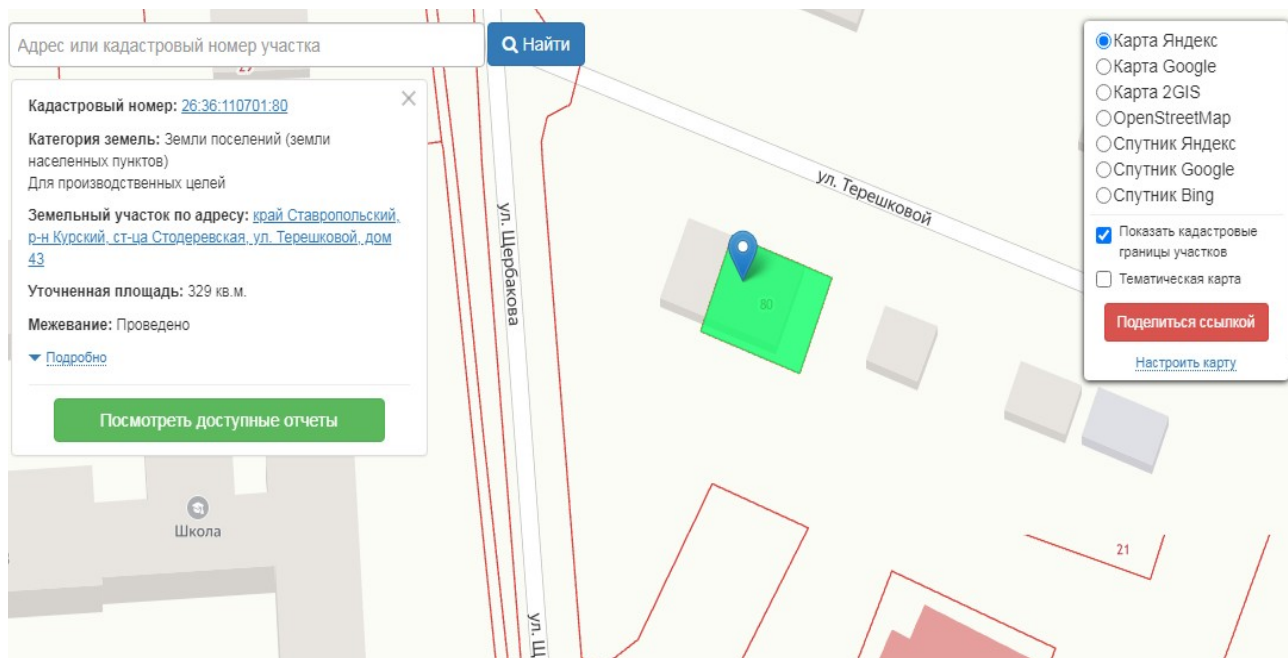 Адрес или кадастровый номер участка
Найти
Кадастровый номер: 26:36:110701:80
Категория земель: Земли поселений (земли
населенных пунктов)
Для производственных целей
Земельный участок по адресу: край Ставропольский,
р-н Курский, ст-ца Стодеревская, ул. Терешковой, дом
43
Уточненная площадь: 329 кв.м.
Межевание: Проведено
Подробно
Посмотреть доступные отчеты
Школа
ул. Щербакова
ул. Щ
ул. Терешковой
80
21
Карта Яндекс
Карта Google
Карта 2GIS
OpenStreetMap
Спутник Яндекс
Спутник Google
Спутник Bing
Показать кадастровые
границы участков
Тематическая карта
Поделиться ссылкой
Настроить карту